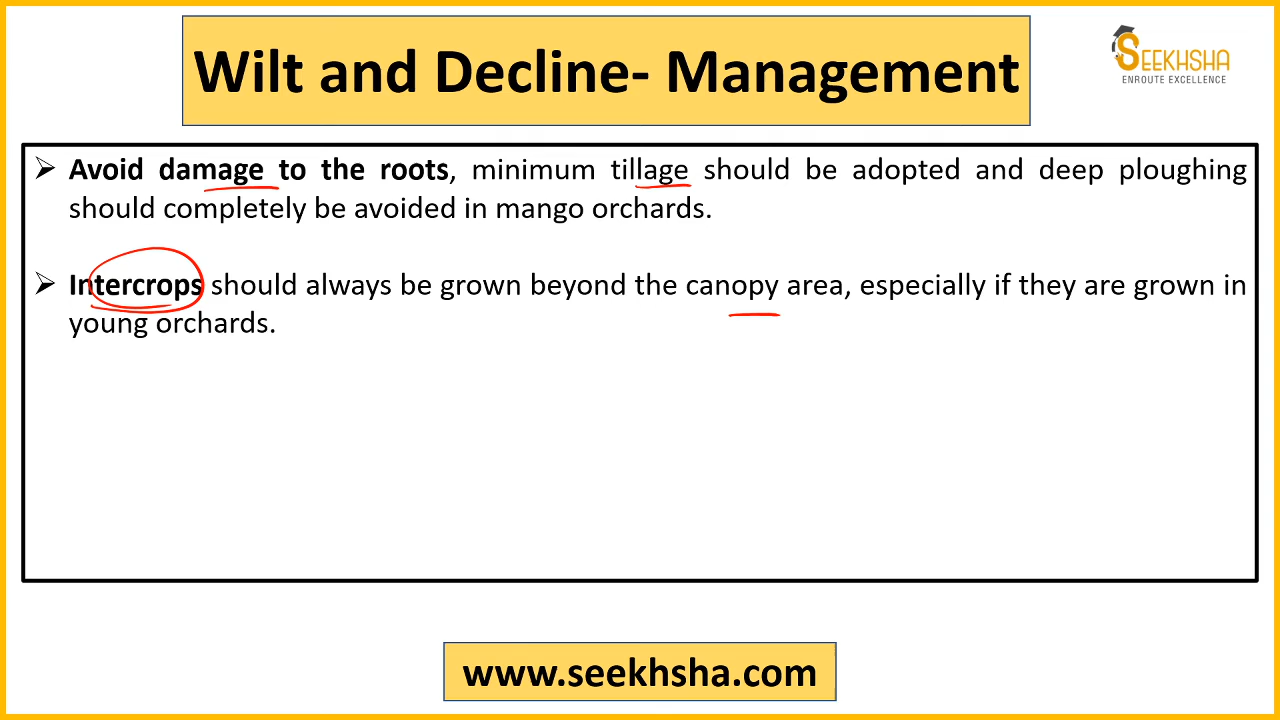 Wilt and Decline- Management
SEEKHSHA
ENROUTE EXCELLENCE
➢ Avoid damage to the roots, minimum tillage should be adopted and deep ploughing
should completely be avoided in mango orchards.
➢ Intercrops should always be grown beyond the canopy area, especially if they are grown in
young orchards.
www.seekhsha.com